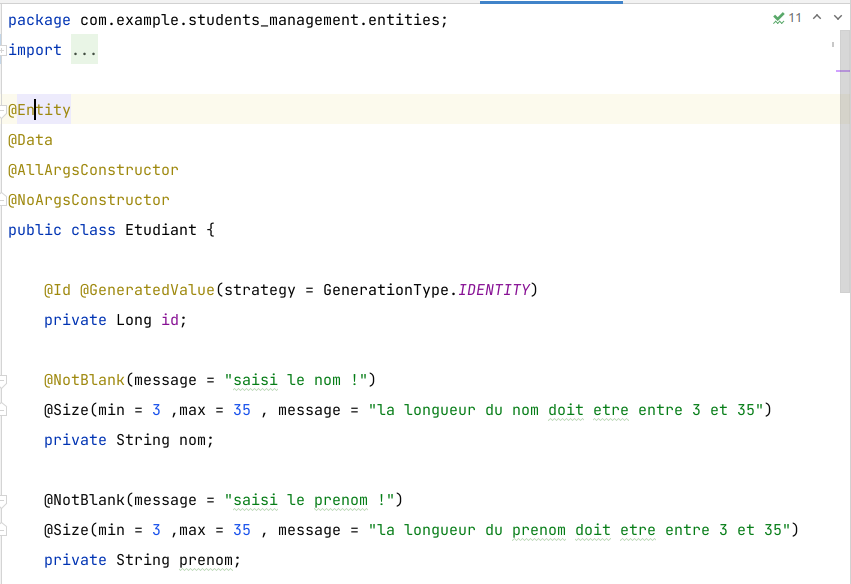 package com.example.students_management.entities;
11
import ...
@Entity
@Data
@AllArgsConstructor
@NoArgsConstructor
public class Etudiant {
@Id @GeneratedValue(strategy = GenerationType.IDENTITY)
private Long id;
@NotBlank(message = "saisi le nom !")
@Size(min = 3 ,max = 35 , message = "la longueur du nom doit etre entre 3 et 35")
private String nom;
@NotBlank(message = "saisi le prenom !")
@Size(min = 3 ,max = 35 , message = "la longueur du prenom doit etre entre 3 et 35")
private String prenom;